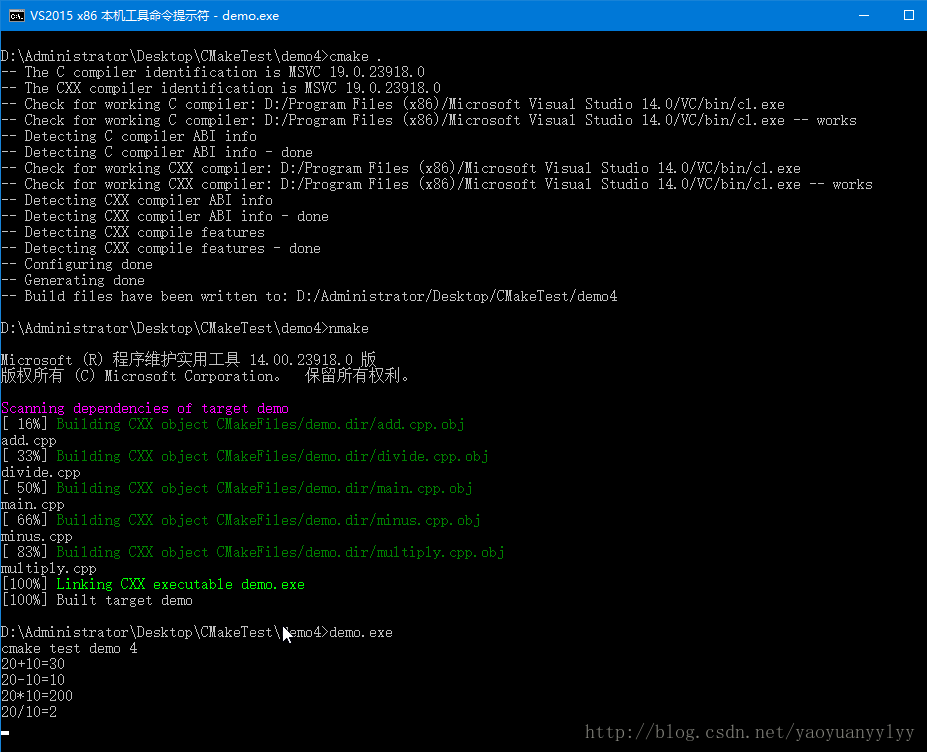 VS2015 x86 本机工具命令提示符 - demo.exe
D:\Administrator\Desktop\CMakeTest\demo4>cmake .
-- The C compiler identification is MSVC 19.0.23918.0
-- The CXX compiler identification is MSVC 19.0.23918.0
-- Check for working C compiler: D:/Program Files (x86)/Microsoft Visual Studio 14.0/VC/bin/cl.exe
-- Check for working C compiler: D:/Program Files (x86)/Microsoft Visual Studio 14.0/VC/bin/cl.exe -- works
-- Detecting C compiler ABI info
-- Detecting C compiler ABI info - done
-- Check for working CXX compiler: D:/Program Files (x86)/Microsoft Visual Studio 14.0/VC/bin/cl.exe
-- Check for working CXX compiler: D:/Program Files (x86)/Microsoft Visual Studio 14.0/VC/bin/cl.exe -- works
-- Detecting CXX compiler ABI info
-- Detecting CXX compiler ABI info - done
-- Detecting CXX compile features
-- Detecting CXX compile features - done
-- Configuring done
-- Generating done
-- Build files have been written to: D:/Administrator/Desktop/CMakeTest/demo4
D:\Administrator\Desktop\CMakeTest\demo4>nmake
Microsoft (R) 程序维护实用工具 14.00.23918.0 版
版权所有 (C) Microsoft Corporation。  保留所有权利。
Scanning dependencies of target demo
[ 16%] Building CXX object CMakeFiles/demo.dir/add.cpp.obj
add.cpp
[ 33%] Building CXX object CMakeFiles/demo.dir/divide.cpp.obj
divide.cpp
[ 50%] Building CXX object CMakeFiles/demo.dir/main.cpp.obj
main.cpp
[ 66%] Building CXX object CMakeFiles/demo.dir/minus.cpp.obj
minus.cpp
[ 83%] Building CXX object CMakeFiles/demo.dir/multiply.cpp.obj
multiply.cpp
[100%] Linking CXX executable demo.exe
[100%] Built target demo
D:\Administrator\Desktop\CMakeTest\demo4>demo.exe
cmake test demo 4
20+10=30
20-10=10
20*10=200
20/10=2
http://blog.csdn.net/yaoyuanyylyy